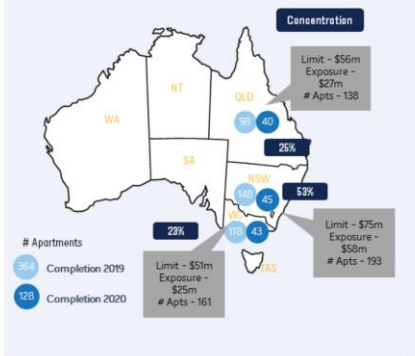 Concentration
Limit - $56m
Exposure -
$27m
# Apts - 138
NT
QLD
WA
98 40
25%
SA
NSW
148 45
53%
VIC
118 43
23%
Limit - $75m
Exposure -
$58m
# Apts - 193
# Apartments
364 Completion 2019
128 Completion 2020
Limit - $51m
Exposure -
$25m
# Apts - 161
TAS